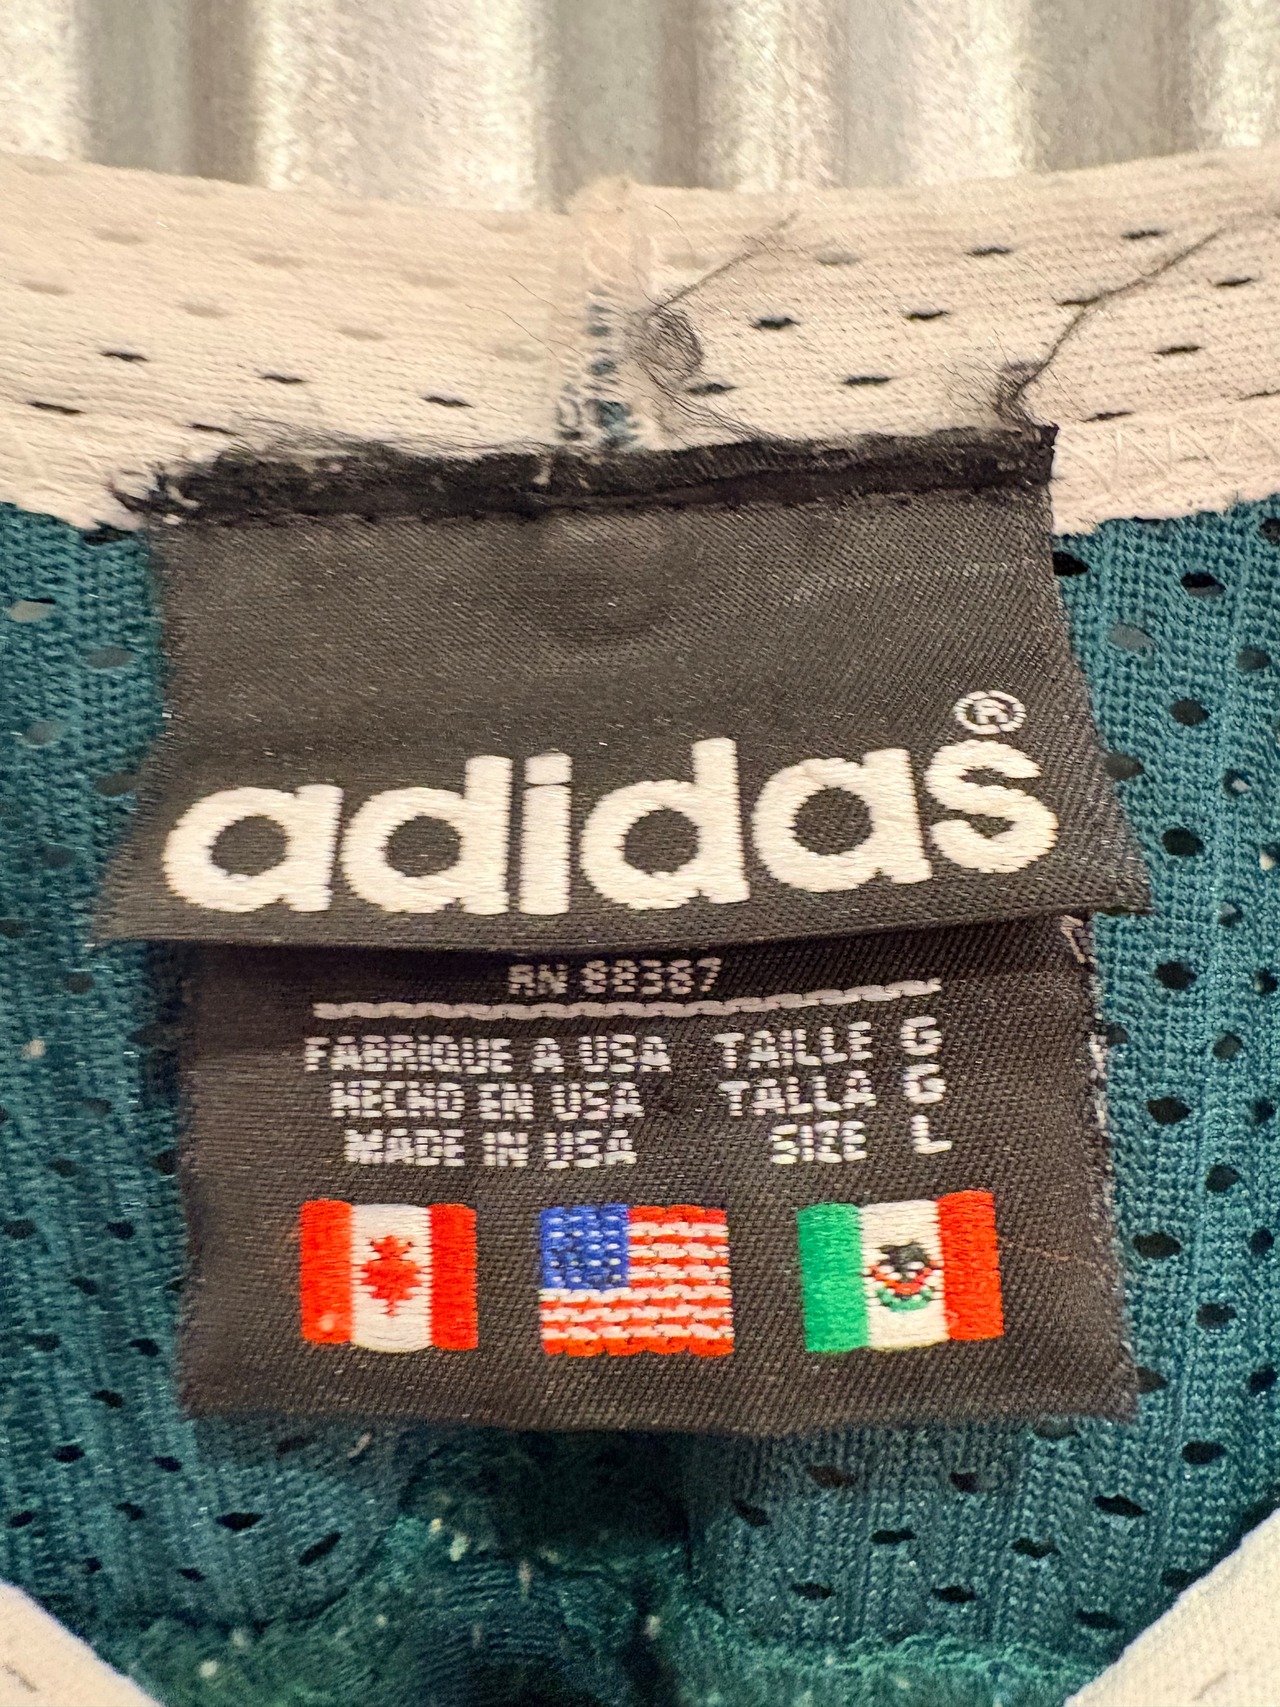 adidas®
RN 88387
FABRIQUE A USA TAILLE G
HECHO EN USA TALLA G
MADE IN USA SIZE L